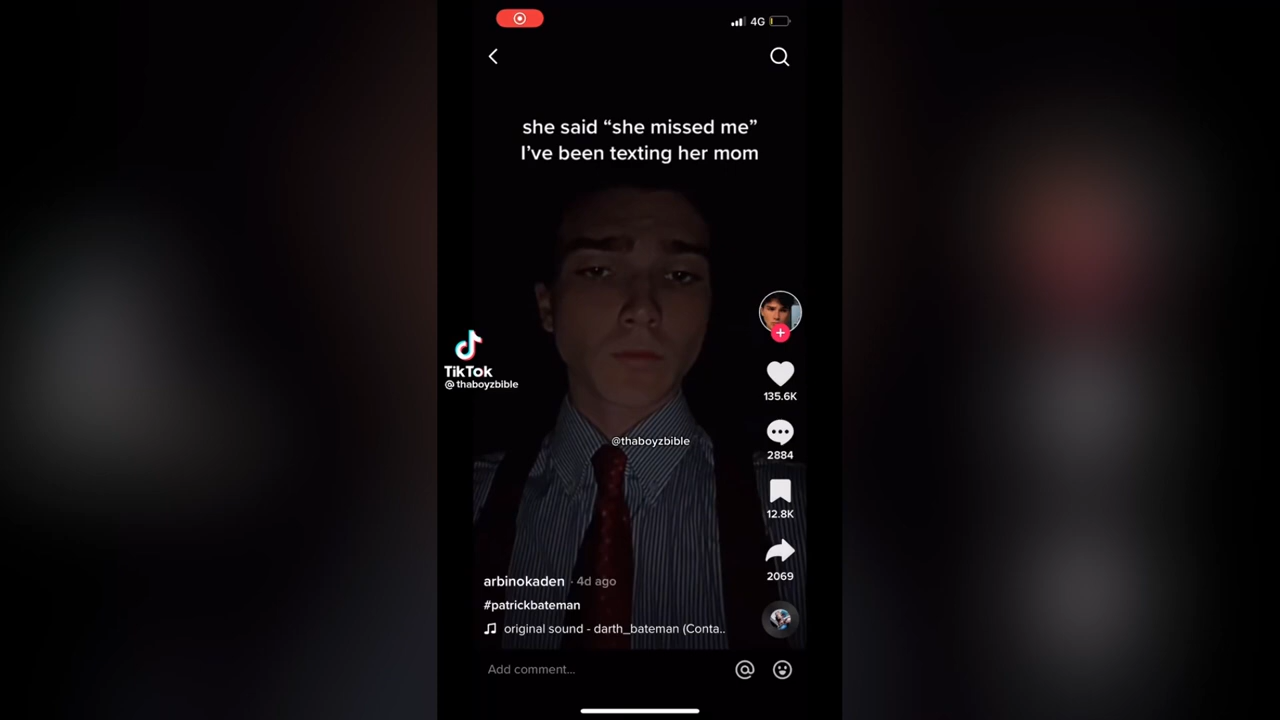 4G
she said “she missed me”
I’ve been texting her mom
TikTok
@thaboyzbible
@thaboyzbible
135.6K
2884
12.8K
2069
arbinokaden · 4d ago
#patrickbateman
original sound - darth_bateman (Conta..
Add comment...